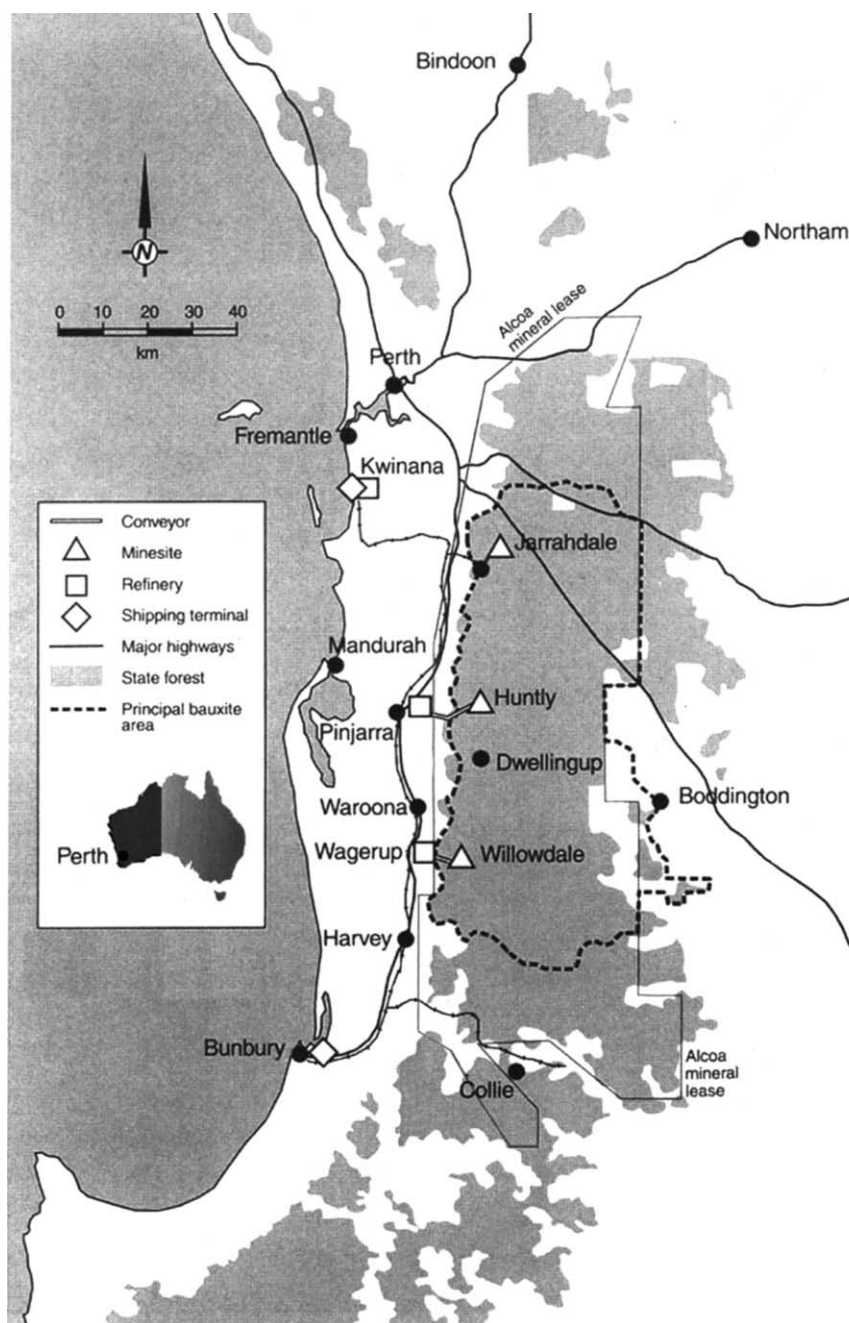 Bindoon
Northam
N
0 10 20 30 40
km
Alcoa
mineral lease
Perth
Fremantle
Kwinana
Conveyor
Minesite
Refinery
Shipping terminal
Major highways
State forest
Principal bauxite
area
Perth
Jarrahdale
Mandurah
Huntly
Pinjarra
Dwellingup
Waroona
Boddington
Wagerup
Willowdale
Harvey
Bunbury
Collie
Alcoa
mineral
lease